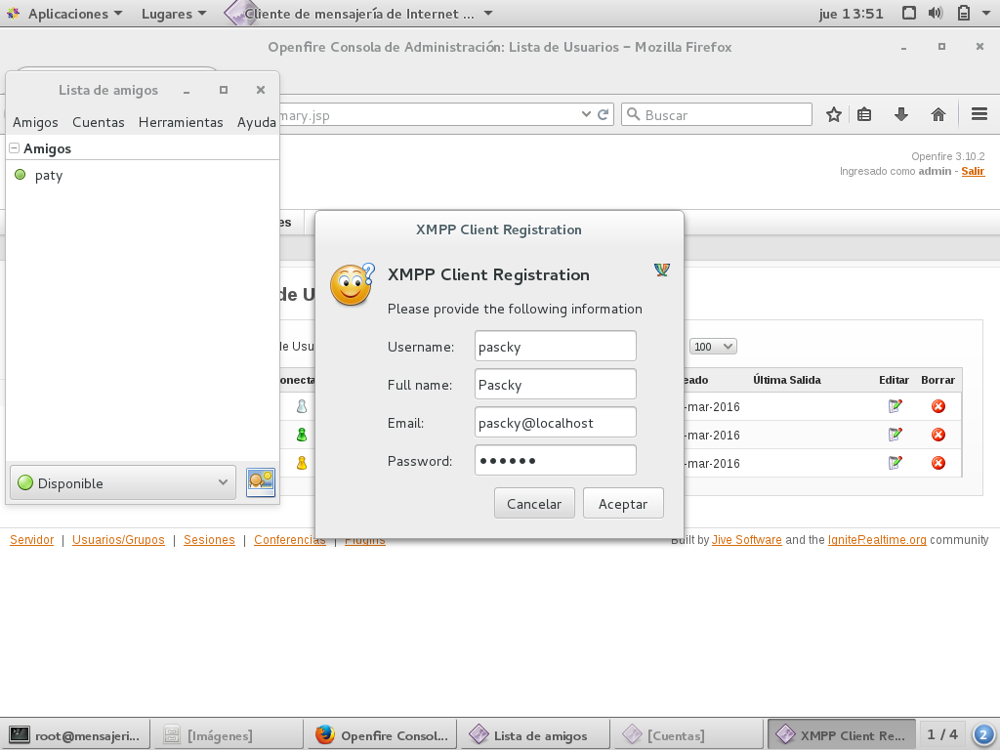 Aplicaciones Lugares Cliente de mensajería de Internet ... jue 13:51
Openfire Consola de Administración: Lista de Usuarios – Mozilla Firefox
Lista de amigos
Amigos Cuentas Herramientas Ayuda
Amigos
paty
Disponible
mary.jsp Buscar
Openfire 3.10.2
Ingresado como admin - Salir
es
de U
de Usu 100
onecta eado Última Salida Editar Borrar
-mar-2016
-mar-2016
-mar-2016
XMPP Client Registration
XMPP Client Registration
Please provide the following information
Username: pascky
Full name: Pascky
Email: pascky@localhost
Password: ••••••
Cancelar Aceptar
Servidor | Usuarios/Grupos | Sesiones | Conferencias | Plugins Built by Jive Software and the IgniteRealtime.org community
root@mensajeri... [Imágenes] Openfire Consol... Lista de amigos [Cuentas] XMPP Client Re... 1 / 4 2